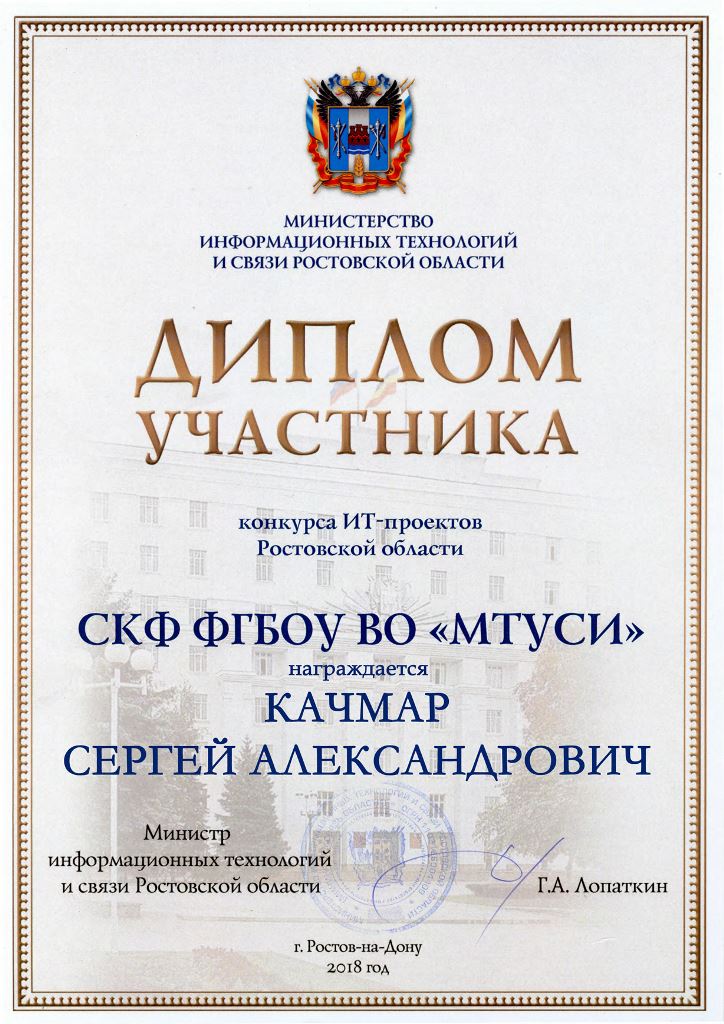 МИНИСТЕРСТВО
ИНФОРМАЦИОННЫХ ТЕХНОЛОГИЙ
И СВЯЗИ РОСТОВСКОЙ ОБЛАСТИ
ДИПЛОМ
УЧАСТНИКА
конкурса ИТ-проектов
Ростовской области
СКФ ФГБОУ ВО «МТУСИ»
награждается
КАЧМАР
СЕРГЕЙ АЛЕКСАНДРОВИЧ
Министр
информационных технологий
и связи Ростовской области
Г.А. Лопаткин
г. Ростов-на-Дону
2018 год